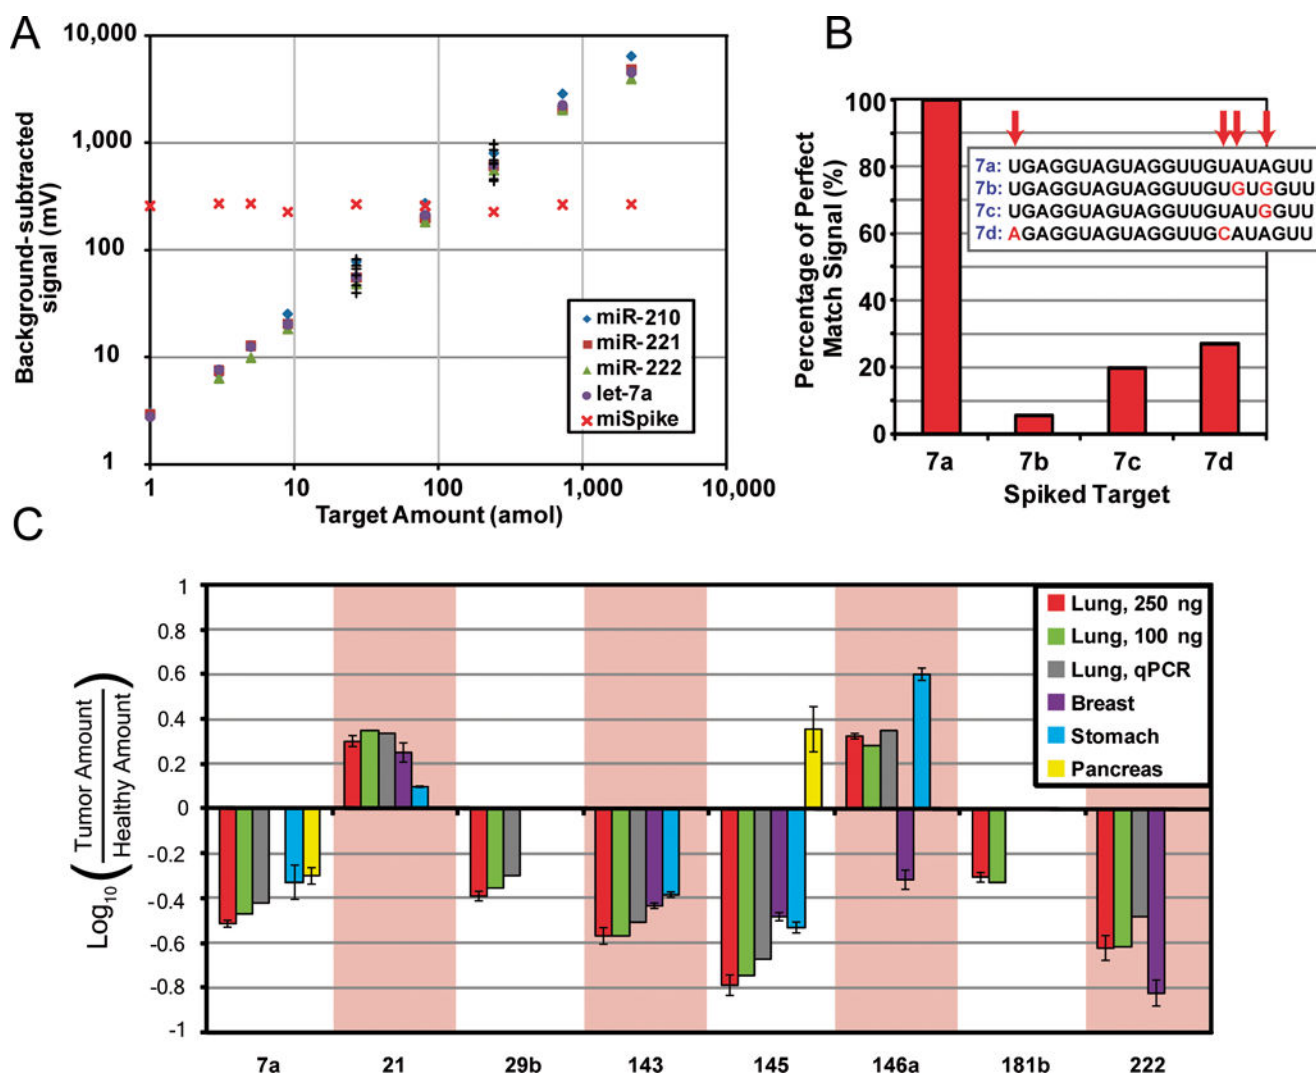 A
10,000
1,000
100
10
1
Background-subtracted
signal (mV)
1
10
100
1,000
10,000
Target Amount (amol)
miR-210
miR-221
miR-222
let-7a
miSpike
B
100
80
60
40
20
0
Percentage of Perfect
Match Signal (%)
7a: UGAGGUAGUAGGUUGUAUAGUU
7b: UGAGGUAGUAGGUUGUGUGGUU
7c: UGAGGUAGUAGGUUGUAUGGUU
7d: AGAGGUAGUAGGUUGCAUAGUU
7a
7b
7c
7d
Spiked Target
C
1
0.8
0.6
0.4
0.2
0
-0.2
-0.4
-0.6
-0.8
-1
Log10 (Tumor Amount
Healthy Amount)
Lung, 250 ng
Lung, 100 ng
Lung, qPCR
Breast
Stomach
Pancreas
7a
21
29b
143
145
146a
181b
222